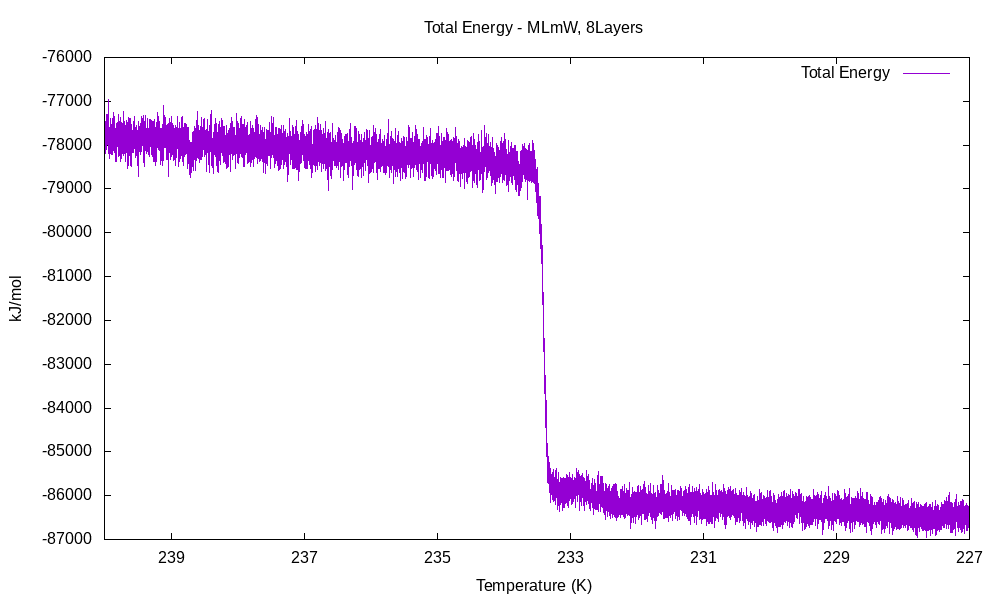 Total Energy - MLmW, 8Layers
Total Energy
-76000
-77000
-78000
-79000
-80000
-81000
-82000
-83000
-84000
-85000
-86000
-87000
kJ/mol
239 237 235 233 231 229 227
Temperature (K)